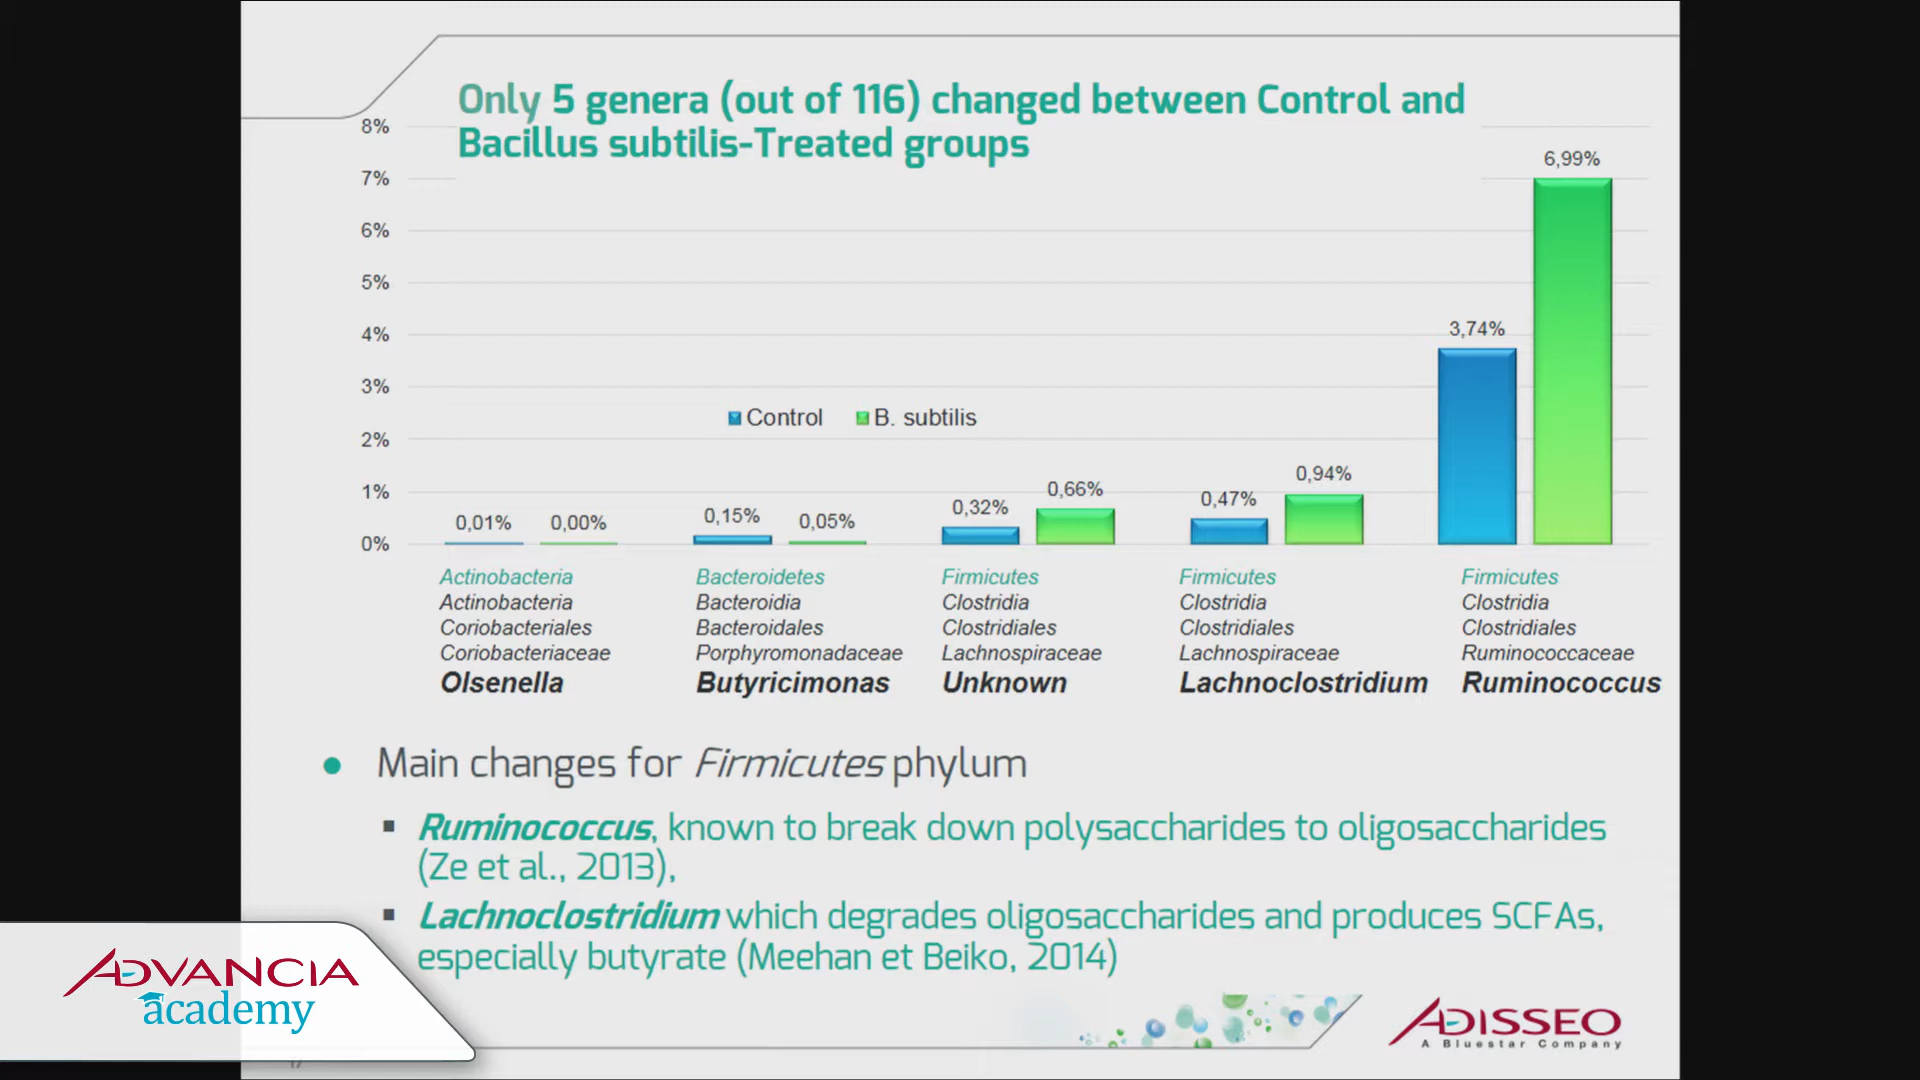 Only 5 genera (out of 116) changed between Control and
Bacillus subtilis-Treated groups
8%
7%
6%
5%
4%
3%
2%
1%
0%
Control
B. subtilis
0,01%
0,00%
0,15%
0,05%
0,32%
0,66%
0,47%
0,94%
3,74%
6,99%
Actinobacteria
Actinobacteria
Coriobacteriales
Coriobacteriaceae
Olsenella
Bacteroidetes
Bacteroidia
Bacteroidales
Porphyromonadaceae
Butyricimonas
Firmicutes
Clostridia
Clostridiales
Lachnospiraceae
Unknown
Firmicutes
Clostridia
Clostridiales
Lachnospiraceae
Lachnoclostridium
Firmicutes
Clostridia
Clostridiales
Ruminococcaceae
Ruminococcus
Main changes for Firmicutes phylum
Ruminococcus, known to break down polysaccharides to oligosaccharides
(Ze et al., 2013),
Lachnoclostridium which degrades oligosaccharides and produces SCFAs,
especially butyrate (Meehan et Beiko, 2014)
ADVANCIA
academy
ADISSEO
A Bluestar Company